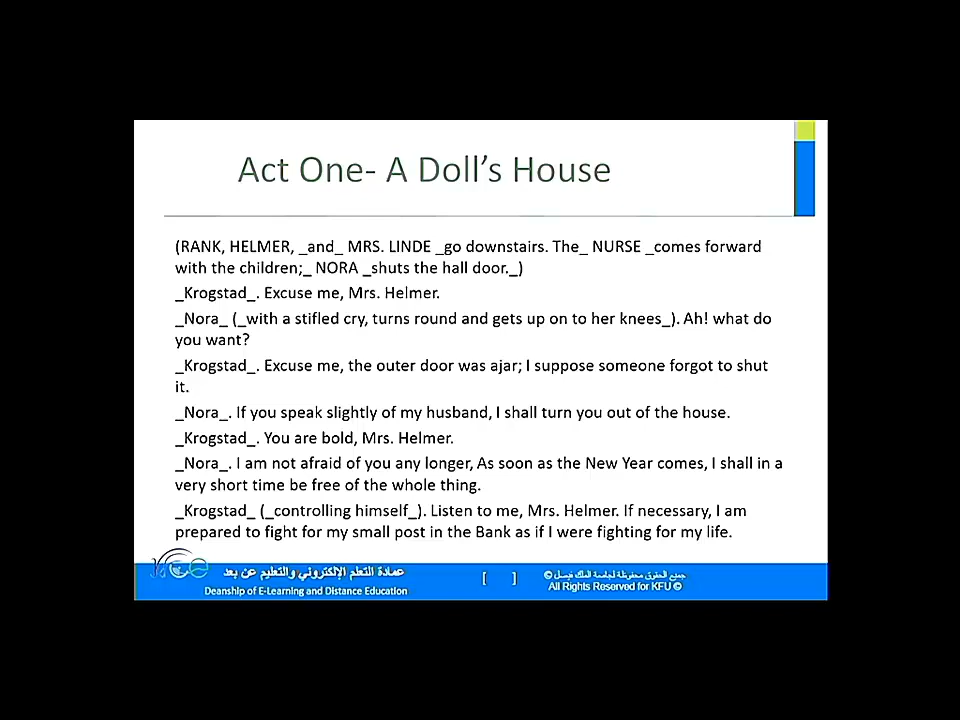 Act One- A Doll’s House
(RANK, HELMER, _and_ MRS. LINDE _go downstairs. The_ NURSE _comes forward
with the children;_ NORA _shuts the hall door._)
_Krogstad_. Excuse me, Mrs. Helmer.
_Nora_ (_with a stifled cry, turns round and gets up on to her knees_). Ah! what do
you want?
_Krogstad_. Excuse me, the outer door was ajar; I suppose someone forgot to shut
it.
_Nora_. If you speak slightly of my husband, I shall turn you out of the house.
_Krogstad_. You are bold, Mrs. Helmer.
_Nora_. I am not afraid of you any longer, As soon as the New Year comes, I shall in a
very short time be free of the whole thing.
_Krogstad_ (_controlling himself_). Listen to me, Mrs. Helmer. If necessary, I am
prepared to fight for my small post in the Bank as if I were fighting for my life.
عمادة التعلم الإلكتروني والتعليم عن بعد
Deanship of E-Learning and Distance Education
[ ]
جميع الحقوق محفوظة لجامعة الملك فيصل ©
All Rights Reserved for KFU ©